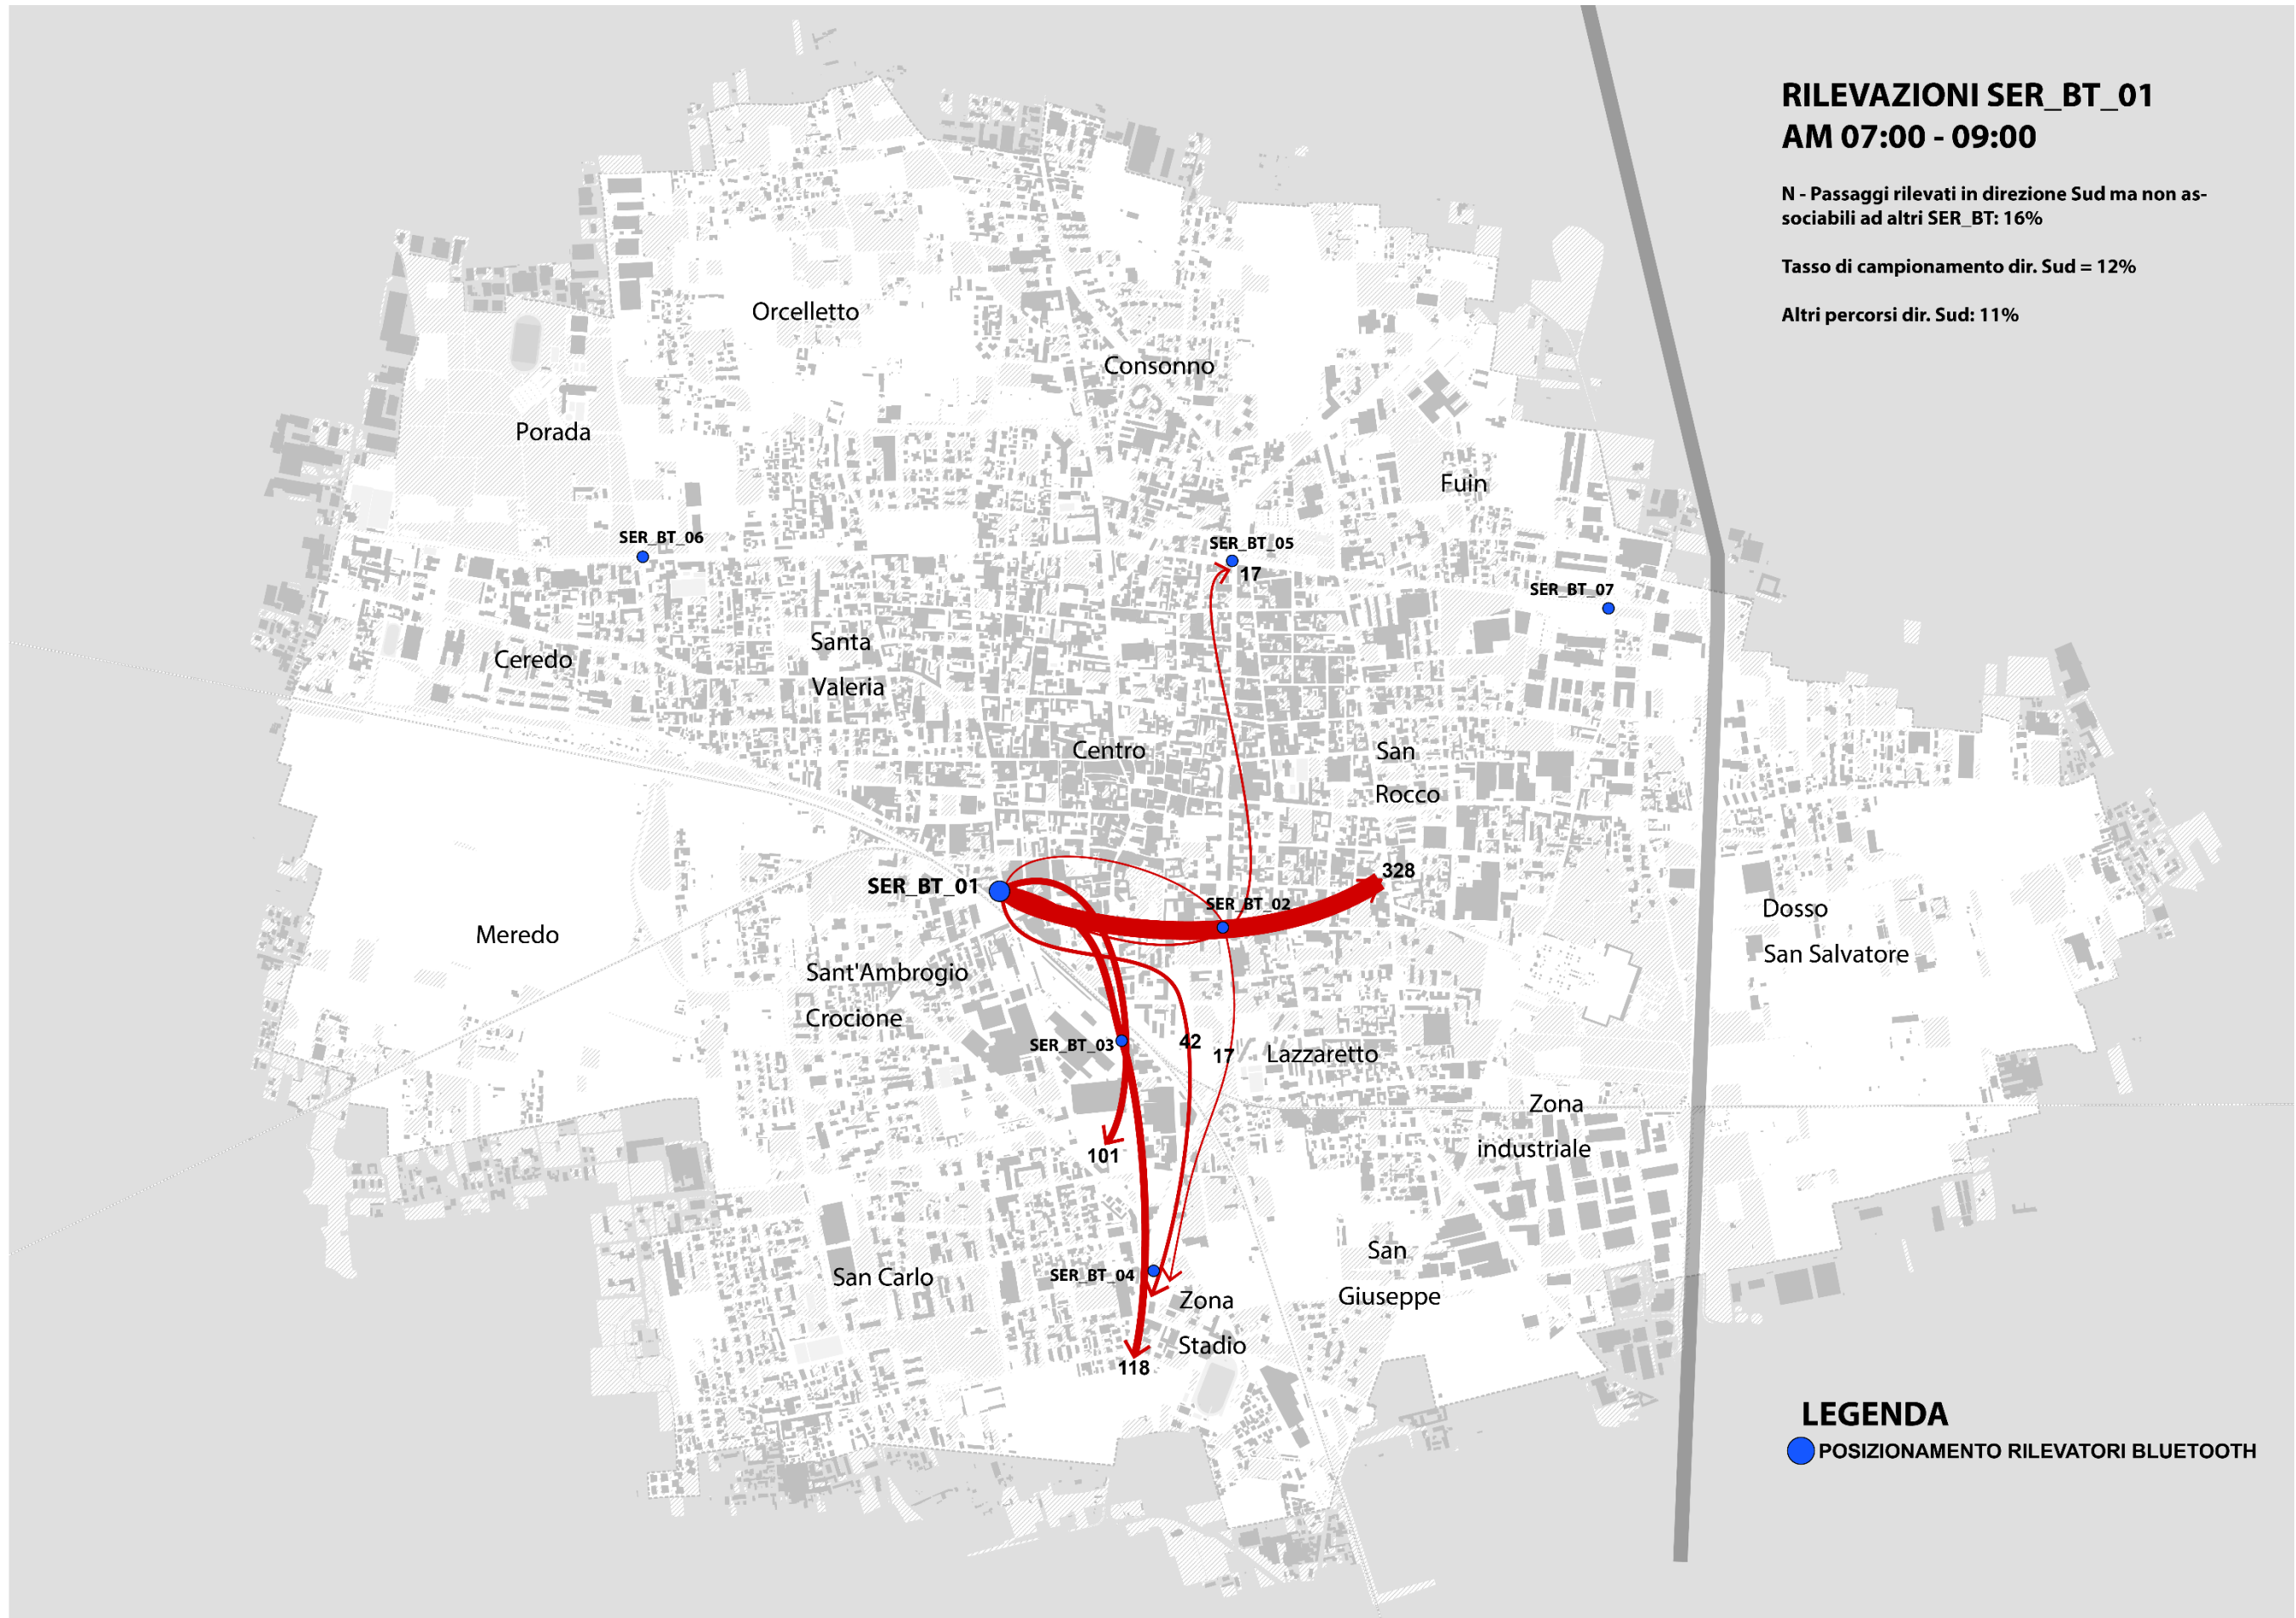 RILEVAZIONI SER_BT_01
AM 07:00 - 09:00
N - Passaggi rilevati in direzione Sud ma non as-
sociabili ad altri SER_BT: 16%
Tasso di campionamento dir. Sud = 12%
Altri percorsi dir. Sud: 11%
Orcelletto
Consonno
Porada
Fuin
SER_BT_06
SER_BT_05
17
SER_BT_07
Santa
Valeria
Ceredo
Centro
San
Rocco
328
SER_BT_01
SER_BT_02
Dosso
San Salvatore
Meredo
Sant'Ambrogio
Crocione
SER_BT_03
42
17
Lazzaretto
Zona
industriale
101
San Carlo
SER_BT_04
Zona
Stadio
San
Giuseppe
118
LEGENDA
POSIZIONAMENTO RILEVATORI BLUETOOTH